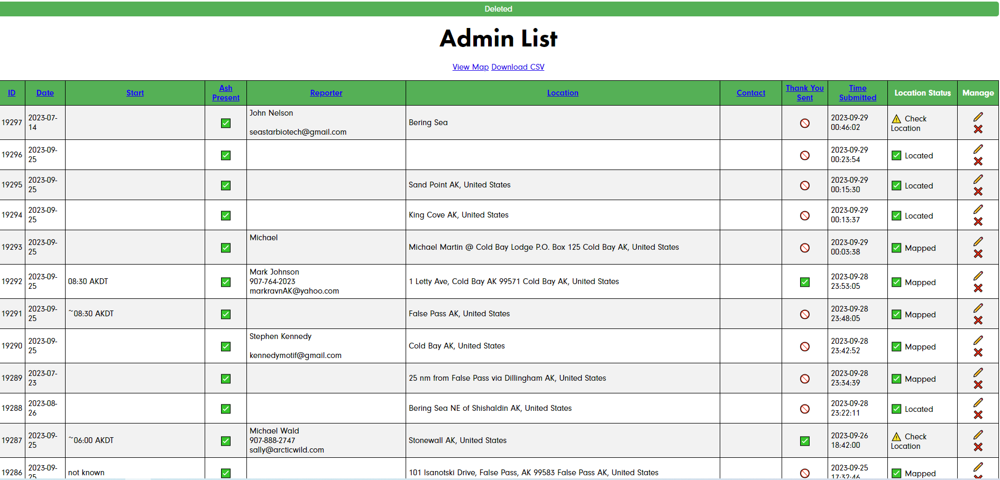 Deleted
Admin List
View Map Download CSV
ID Date Start Ash Present Reporter Location Contact Thank You Sent Time Submitted Location Status Manage
19297 2023-07-14 John Nelson seastarbiotech@gmail.com Bering Sea 2023-09-29 00:46:02 Check Location
19296 2023-09-25 2023-09-29 00:23:54 Located
19295 2023-09-25 Sand Point AK, United States 2023-09-29 00:15:30 Located
19294 2023-09-25 King Cove AK, United States 2023-09-29 00:13:37 Located
19293 2023-09-25 Michael Michael Martin @ Cold Bay Lodge P.O. Box 125 Cold Bay AK, United States 2023-09-29 00:03:38 Mapped
19292 2023-09-25 08:30 AKDT Mark Johnson 907-764-2023 markravnAK@yahoo.com 1 Letty Ave, Cold Bay AK 99571 Cold Bay AK, United States 2023-09-28 23:53:05 Mapped
19291 2023-09-25 ~08:30 AKDT False Pass AK, United States 2023-09-28 23:48:05 Mapped
19290 2023-09-25 Stephen Kennedy kennedymotif@gmail.com Cold Bay AK, United States 2023-09-28 23:42:52 Mapped
19289 2023-07-23 25 nm from False Pass via Dillingham AK, United States 2023-09-28 23:34:39 Mapped
19288 2023-08-26 Bering Sea NE of Shishaldin AK, United States 2023-09-28 23:22:11 Located
19287 2023-09-25 ~06:00 AKDT Michael Wald 907-888-2747 sally@arcticwild.com Stonewall AK, United States 2023-09-26 18:42:00 Check Location
19286 2023-09-25 not known 101 Isanotski Drive, False Pass, AK 99583 False Pass AK, United States 2023-09-25 17:32:46 Mapped